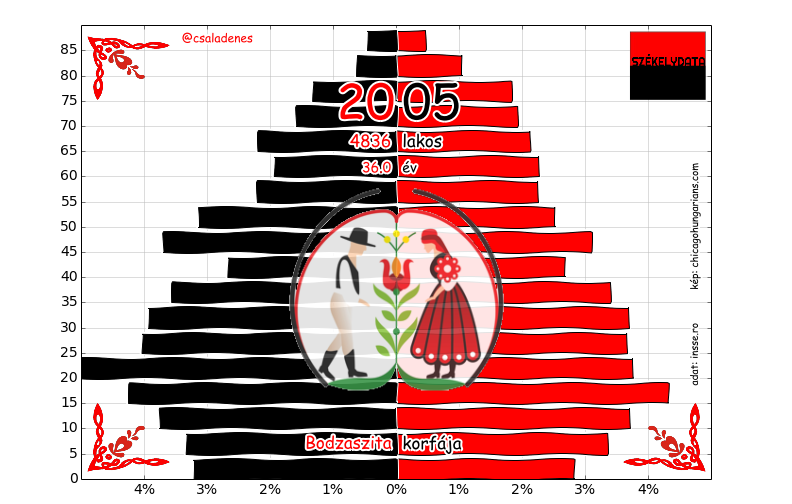 @csaladenes
SZÉKELYDATA
2005
4836 lakos
36.0 év
kép: chicagohungarians.com
adat: insse.ro
Bodzaszita korfája
85
80
75
70
65
60
55
50
45
40
35
30
25
20
15
10
5
0
4% 3% 2% 1% 0% 1% 2% 3% 4%